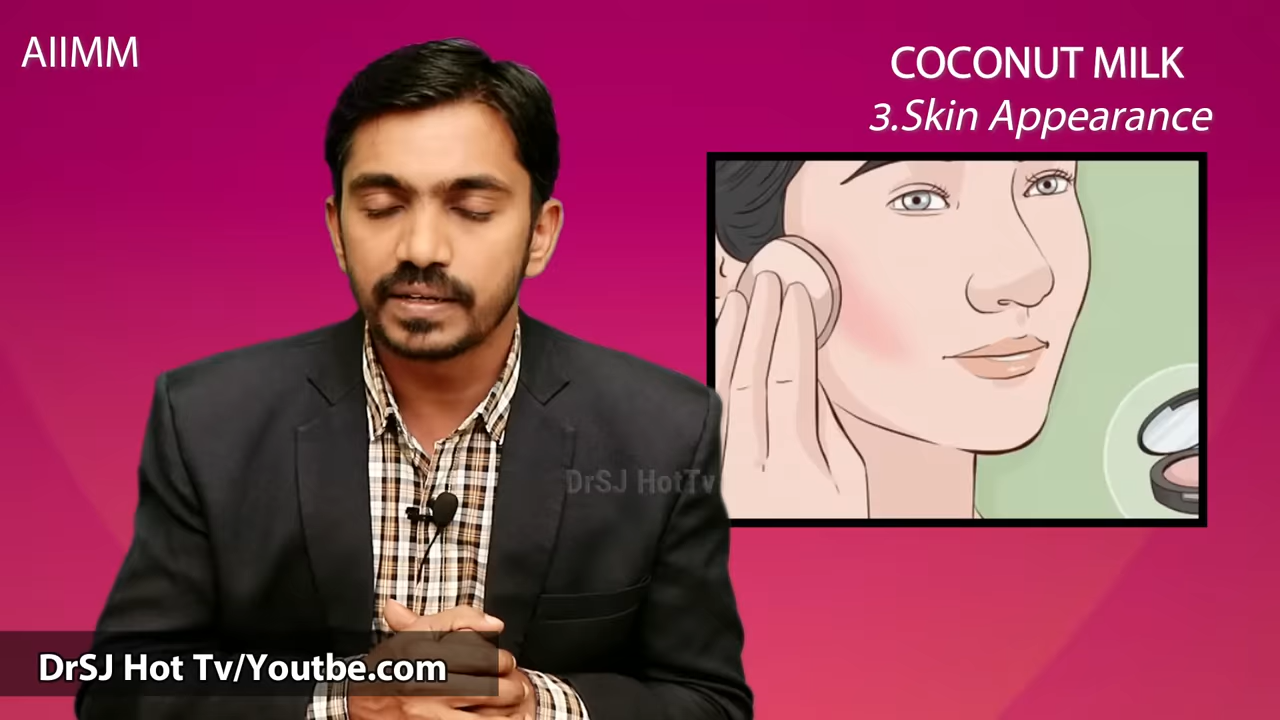 AIIMM
COCONUT MILK
3.Skin Appearance
DrSJ HotTv
DrSJ Hot Tv/Youtbe.com